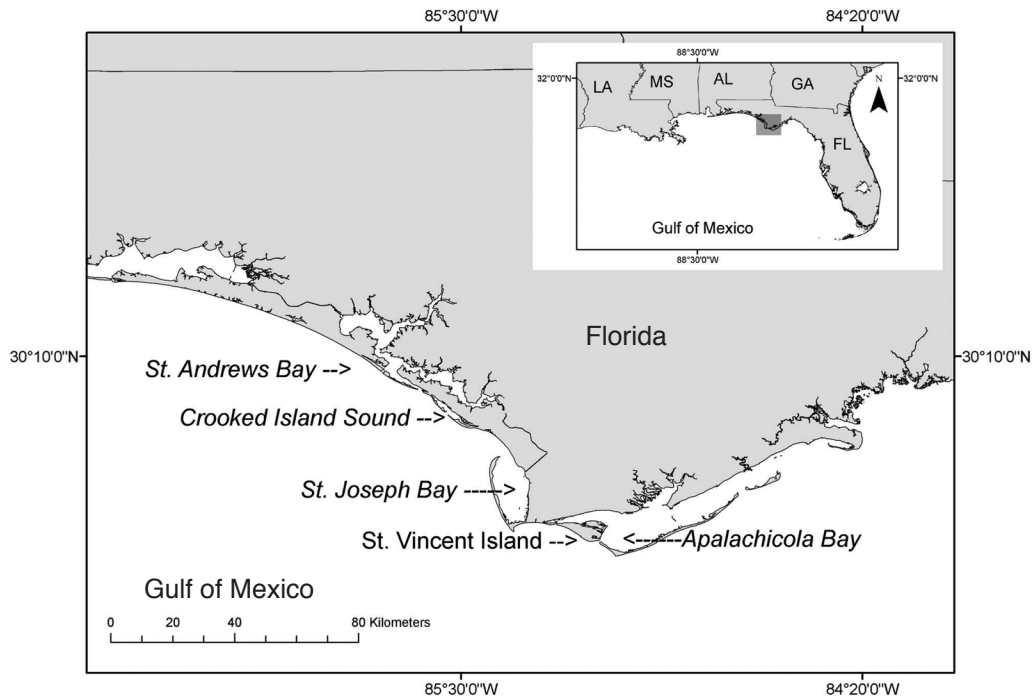 85°30'0"W
84°20'0"W
88°30'0"W
32°0'0"N
32°0'0"N
N
LA
MS
AL
GA
FL
Gulf of Mexico
88°30'0"W
30°10'0"N
30°10'0"N
Florida
St. Andrews Bay -->
Crooked Island Sound -->
St. Joseph Bay ----->
St. Vincent Island -->
<------Apalachicola Bay
Gulf of Mexico
0 20 40 80 Kilometers
85°30'0"W
84°20'0"W